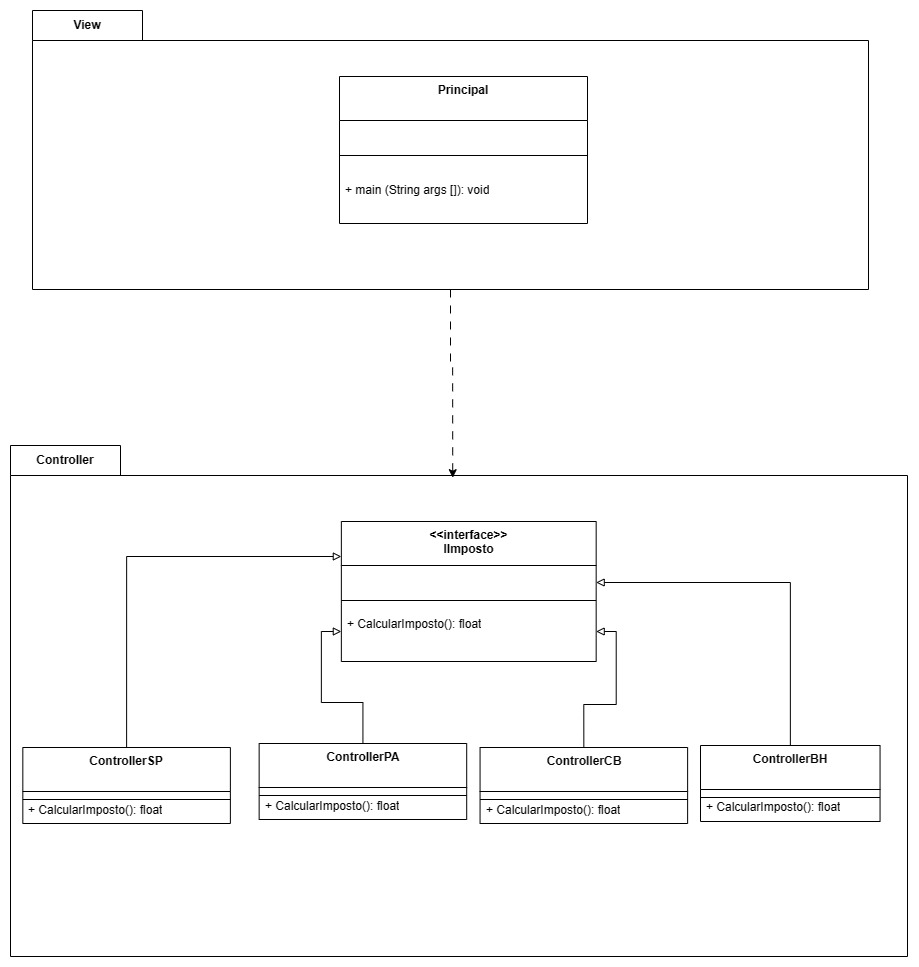 View
Principal
+ main (String args []): void
Controller
<<interface>>
IImposto
+ CalcularImposto(): float
ControllerSP
+ CalcularImposto(): float
ControllerPA
+ CalcularImposto(): float
ControllerCB
+ CalcularImposto(): float
ControllerBH
+ CalcularImposto(): float